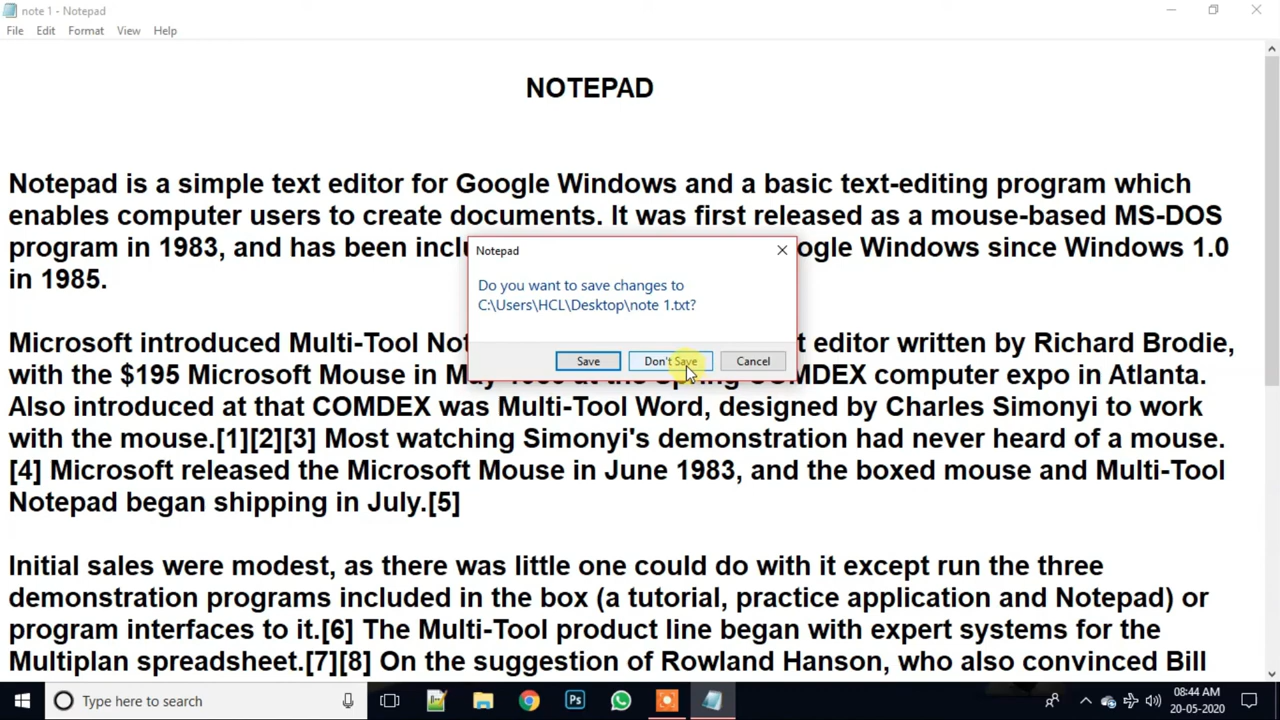 note 1 - Notepad
File Edit Format View Help
NOTEPAD
Notepad is a simple text editor for Google Windows and a basic text-editing program which
enables computer users to create documents. It was first released as a mouse-based MS-DOS
program in 1983, and has been incl oogle Windows since Windows 1.0
in 1985.
Notepad
Do you want to save changes to
C:\Users\HCL\Desktop\note 1.txt?
Save Don't Save Cancel
Microsoft introduced Multi-Tool Not t editor written by Richard Brodie,
with the $195 Microsoft Mouse in May at the Spring COMDEX computer expo in Atlanta.
Also introduced at that COMDEX was Multi-Tool Word, designed by Charles Simonyi to work
with the mouse.[1][2][3] Most watching Simonyi's demonstration had never heard of a mouse.
[4] Microsoft released the Microsoft Mouse in June 1983, and the boxed mouse and Multi-Tool
Notepad began shipping in July.[5]
Initial sales were modest, as there was little one could do with it except run the three
demonstration programs included in the box (a tutorial, practice application and Notepad) or
program interfaces to it.[6] The Multi-Tool product line began with expert systems for the
Multiplan spreadsheet.[7][8] On the suggestion of Rowland Hanson, who also convinced Bill
Type here to search
Ps
08:44 AM
20-05-2020